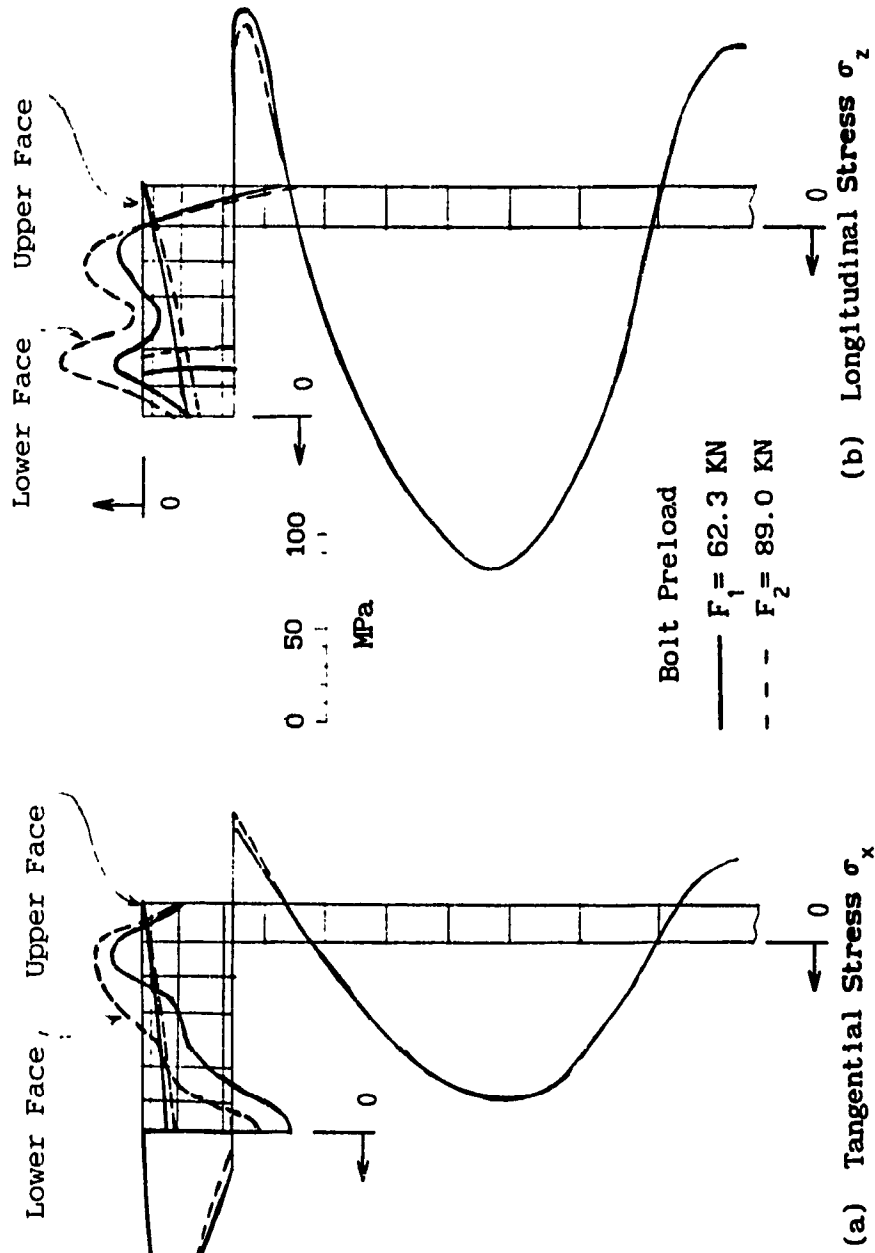 Lower Face, Upper Face
0
0
(a) Tangential Stress σx
Lower Face, Upper Face
0
0
0
0 50 100
MPa
Bolt Preload
F1= 62.3 KN
F2= 89.0 KN
(b) Longitudinal Stress σz